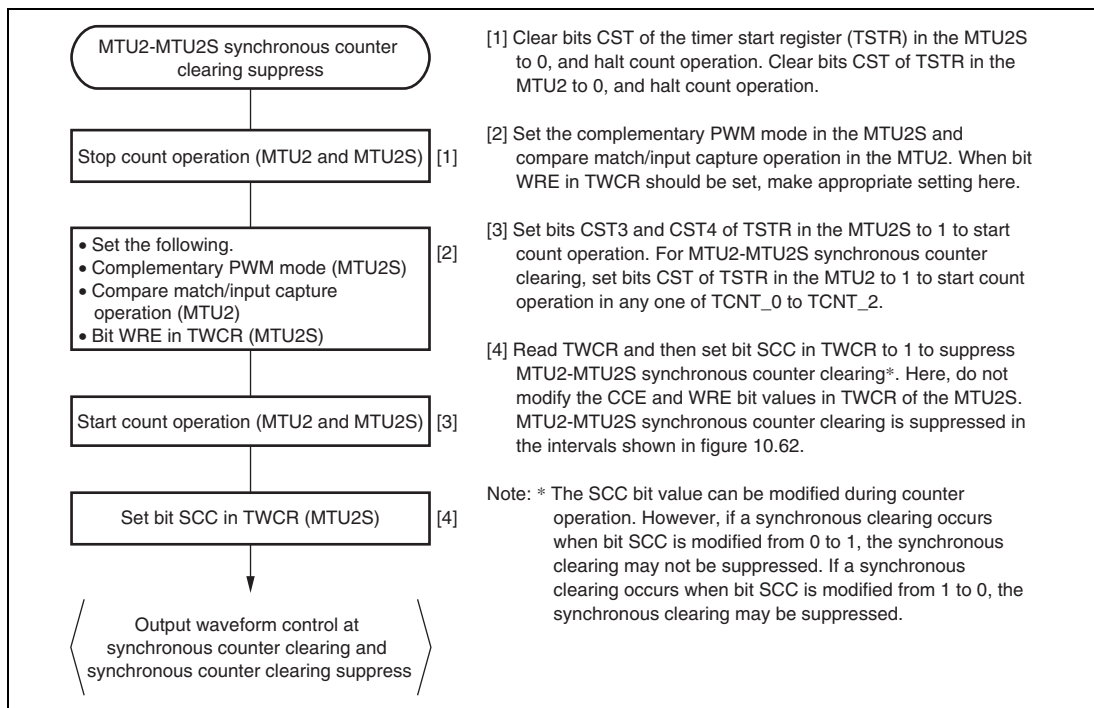 MTU2-MTU2S synchronous counter
clearing suppress
Stop count operation (MTU2 and MTU2S)
[1]
• Set the following.
• Complementary PWM mode (MTU2S)
• Compare match/input capture
operation (MTU2)
• Bit WRE in TWCR (MTU2S)
[2]
Start count operation (MTU2 and MTU2S)
[3]
Set bit SCC in TWCR (MTU2S)
[4]
Output waveform control at
synchronous counter clearing and
synchronous counter clearing suppress
[1] Clear bits CST of the timer start register (TSTR) in the MTU2S
to 0, and halt count operation. Clear bits CST of TSTR in the
MTU2 to 0, and halt count operation.
[2] Set the complementary PWM mode in the MTU2S and
compare match/input capture operation in the MTU2. When bit
WRE in TWCR should be set, make appropriate setting here.
[3] Set bits CST3 and CST4 of TSTR in the MTU2S to 1 to start
count operation. For MTU2-MTU2S synchronous counter
clearing, set bits CST of TSTR in the MTU2 to 1 to start count
operation in any one of TCNT_0 to TCNT_2.
[4] Read TWCR and then set bit SCC in TWCR to 1 to suppress
MTU2-MTU2S synchronous counter clearing*. Here, do not
modify the CCE and WRE bit values in TWCR of the MTU2S.
MTU2-MTU2S synchronous counter clearing is suppressed in
the intervals shown in figure 10.62.
Note: * The SCC bit value can be modified during counter
operation. However, if a synchronous clearing occurs
when bit SCC is modified from 0 to 1, the synchronous
clearing may not be suppressed. If a synchronous
clearing occurs when bit SCC is modified from 1 to 0, the
synchronous clearing may be suppressed.